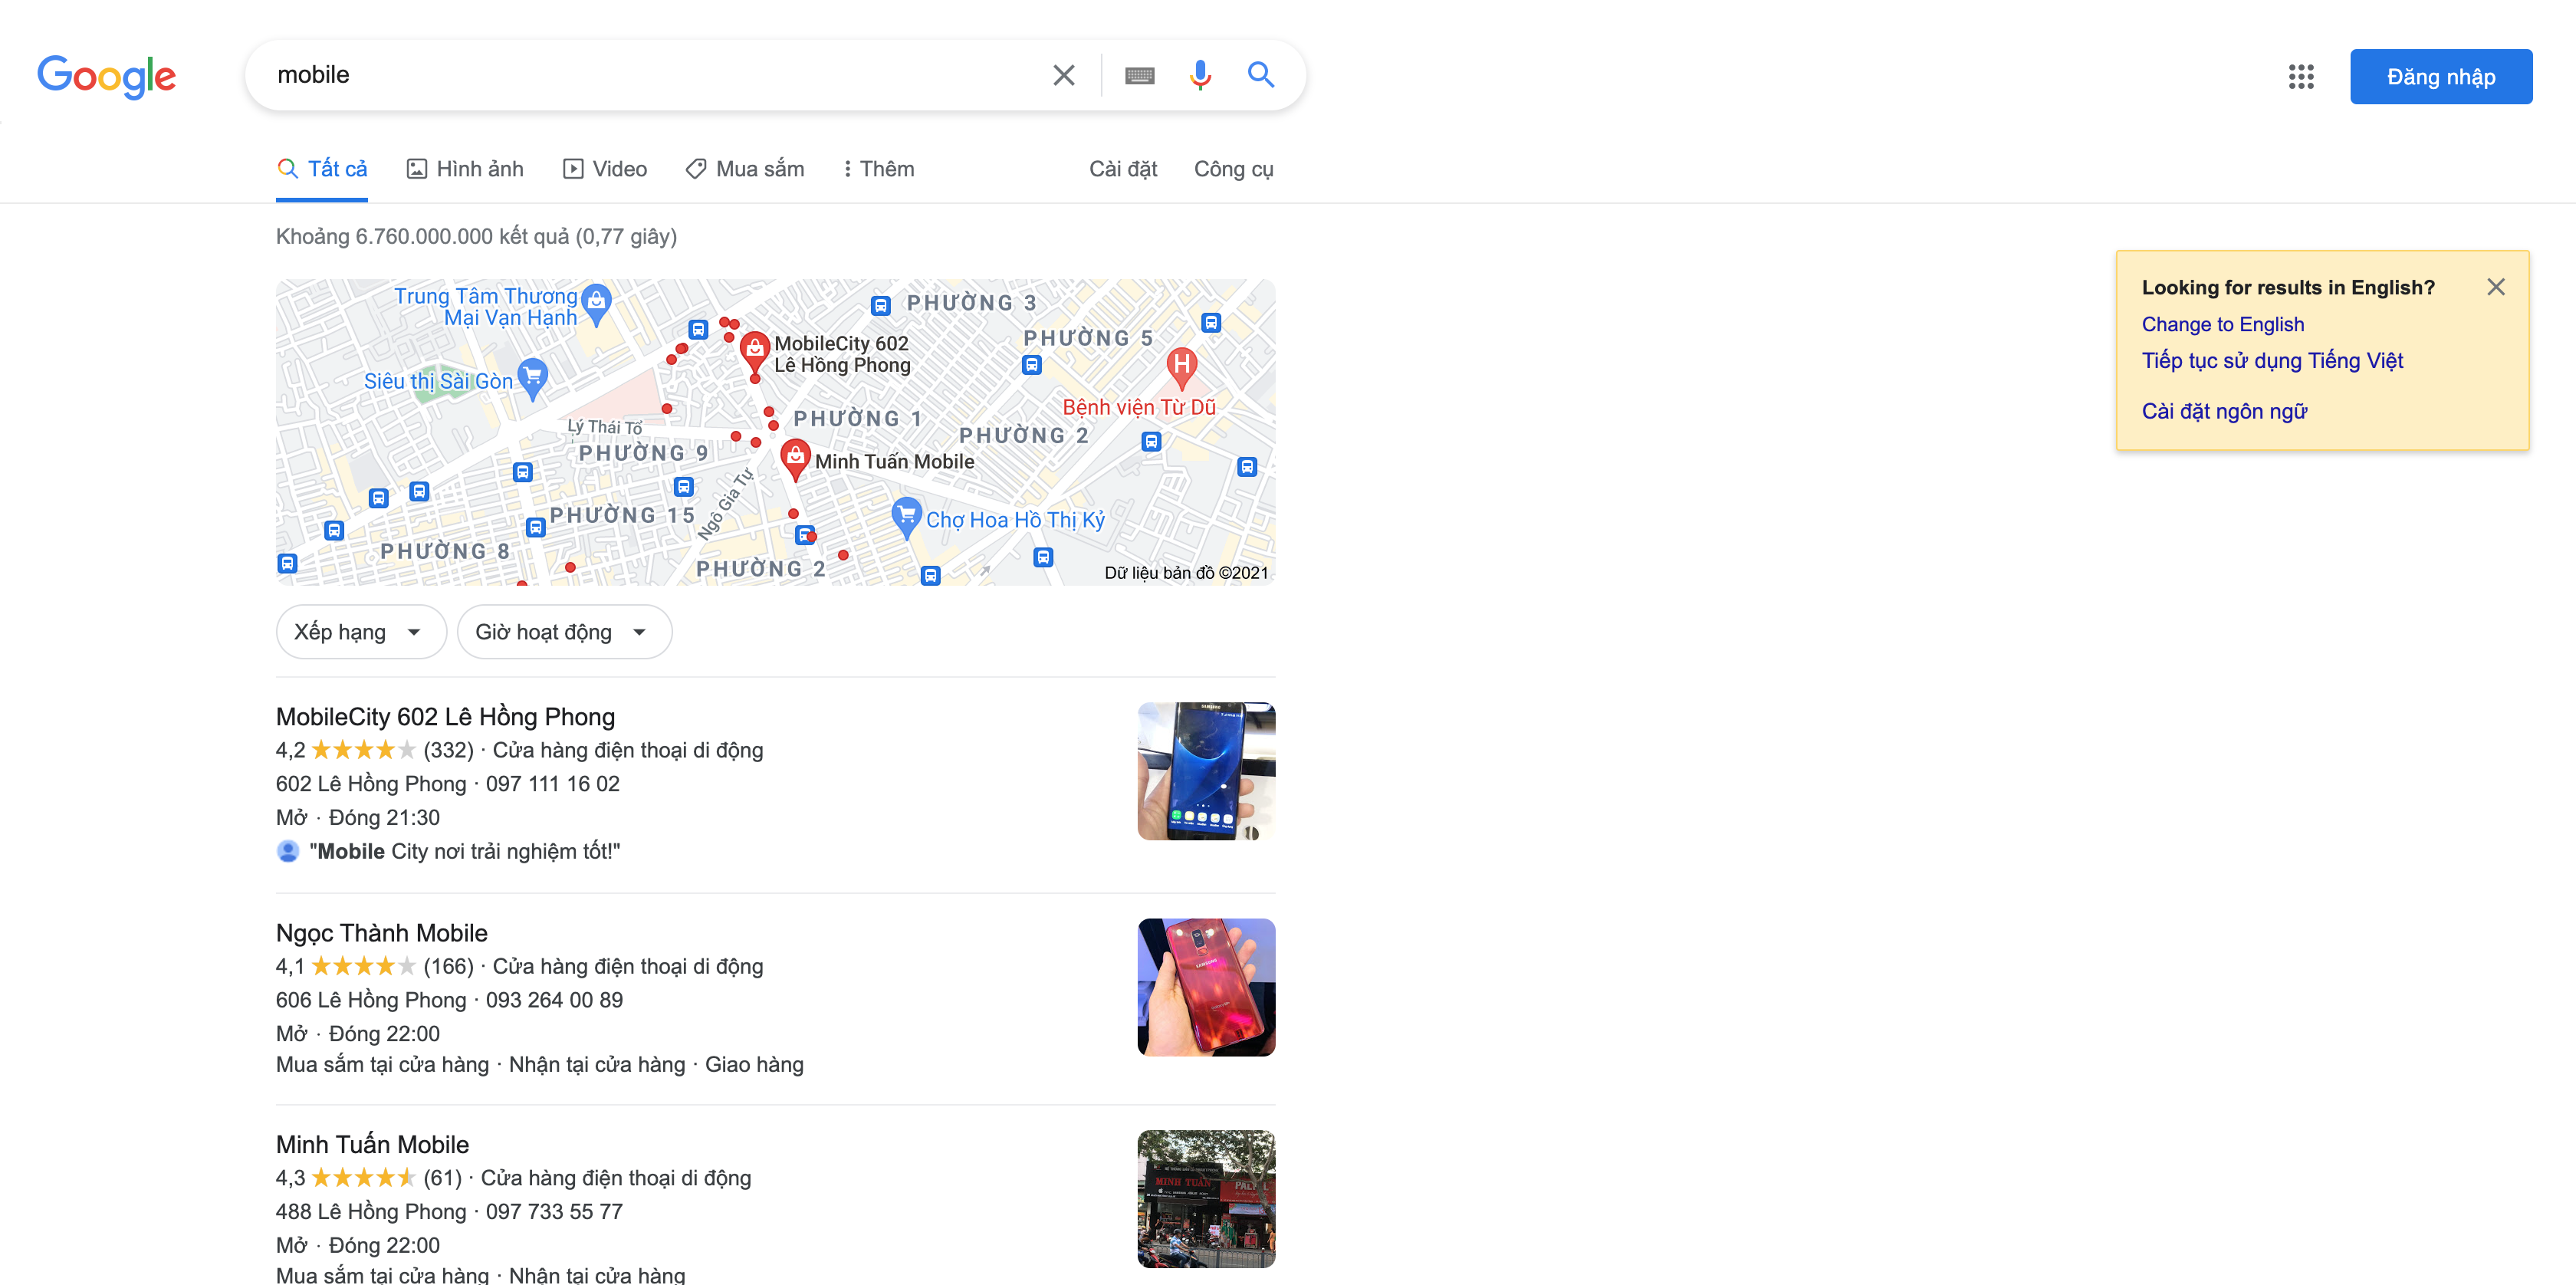 Google
mobile
Đăng nhập
Tất cả
Hình ảnh
Video
Mua sắm
Thêm
Cài đặt
Công cụ
Khoảng 6.760.000.000 kết quả (0,77 giây)
Looking for results in English?
Change to English
Tiếp tục sử dụng Tiếng Việt
Cài đặt ngôn ngữ
Trung Tâm Thương
Mại Vạn Hạnh
PHƯỜNG 3
PHƯỜNG 5
MobileCity 602
Lê Hồng Phong
Siêu thị Sài Gòn
H
Bệnh viện Từ Dũ
PHƯỜNG 1
Lý Thái Tổ
PHƯỜNG 2
PHƯỜNG 9
Minh Tuấn Mobile
Ngô Gia Tự
PHƯỜNG 15
Chợ Hoa Hồ Thị Kỷ
PHƯỜNG 8
PHƯỜNG 2
Dữ liệu bản đồ ©2021
Xếp hạng
Giờ hoạt động
MobileCity 602 Lê Hồng Phong
4,2 (332) · Cửa hàng điện thoại di động
602 Lê Hồng Phong · 097 111 16 02
Mở · Đóng 21:30
"Mobile City nơi trải nghiệm tốt!"
SAMSUNG
Ngọc Thành Mobile
4,1 (166) · Cửa hàng điện thoại di động
606 Lê Hồng Phong · 093 264 00 89
Mở · Đóng 22:00
Mua sắm tại cửa hàng · Nhận tại cửa hàng · Giao hàng
SAMSUNG
Minh Tuấn Mobile
4,3 (61) · Cửa hàng điện thoại di động
488 Lê Hồng Phong · 097 733 55 77
Mở · Đóng 22:00
Mua sắm tại cửa hàng · Nhận tại cửa hàng
MINH TUẤN